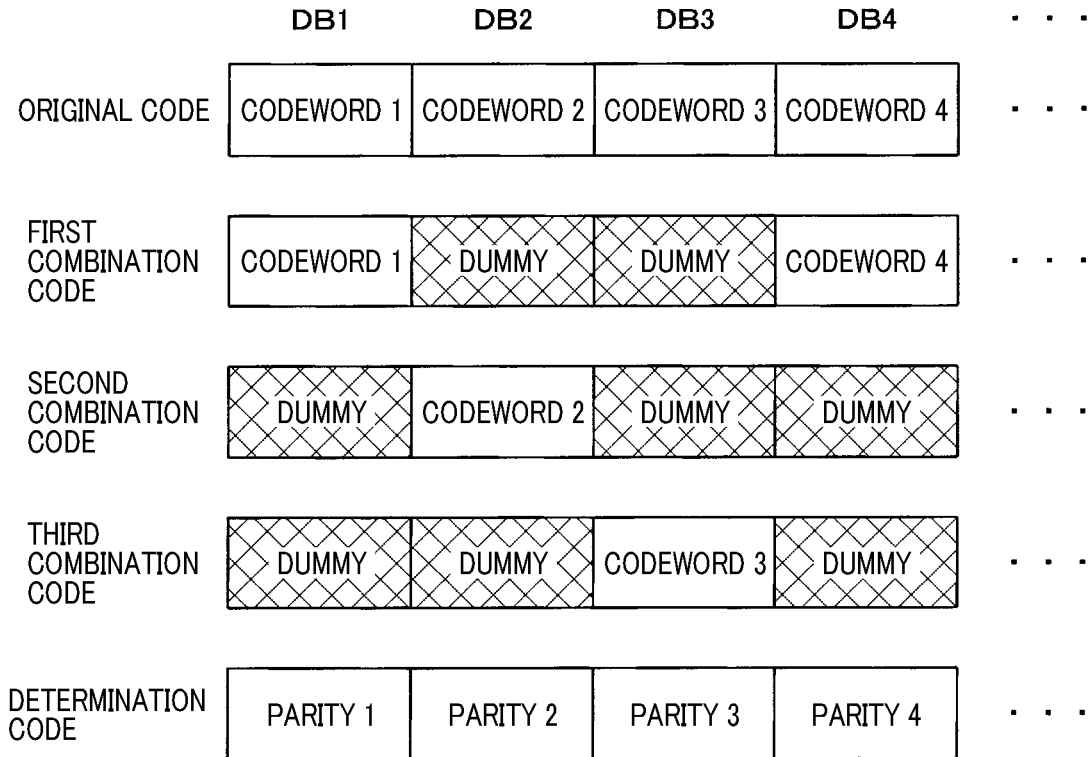 DB1 DB2 DB3 DB4 . . .
ORIGINAL CODE CODEWORD 1 CODEWORD 2 CODEWORD 3 CODEWORD 4 . . .
FIRST
COMBINATION
CODE
CODEWORD 1 DUMMY DUMMY CODEWORD 4 . . .
SECOND
COMBINATION
CODE
DUMMY CODEWORD 2 DUMMY DUMMY . . .
THIRD
COMBINATION
CODE
DUMMY DUMMY CODEWORD 3 DUMMY . . .
DETERMINATION
CODE
PARITY 1 PARITY 2 PARITY 3 PARITY 4 . . .